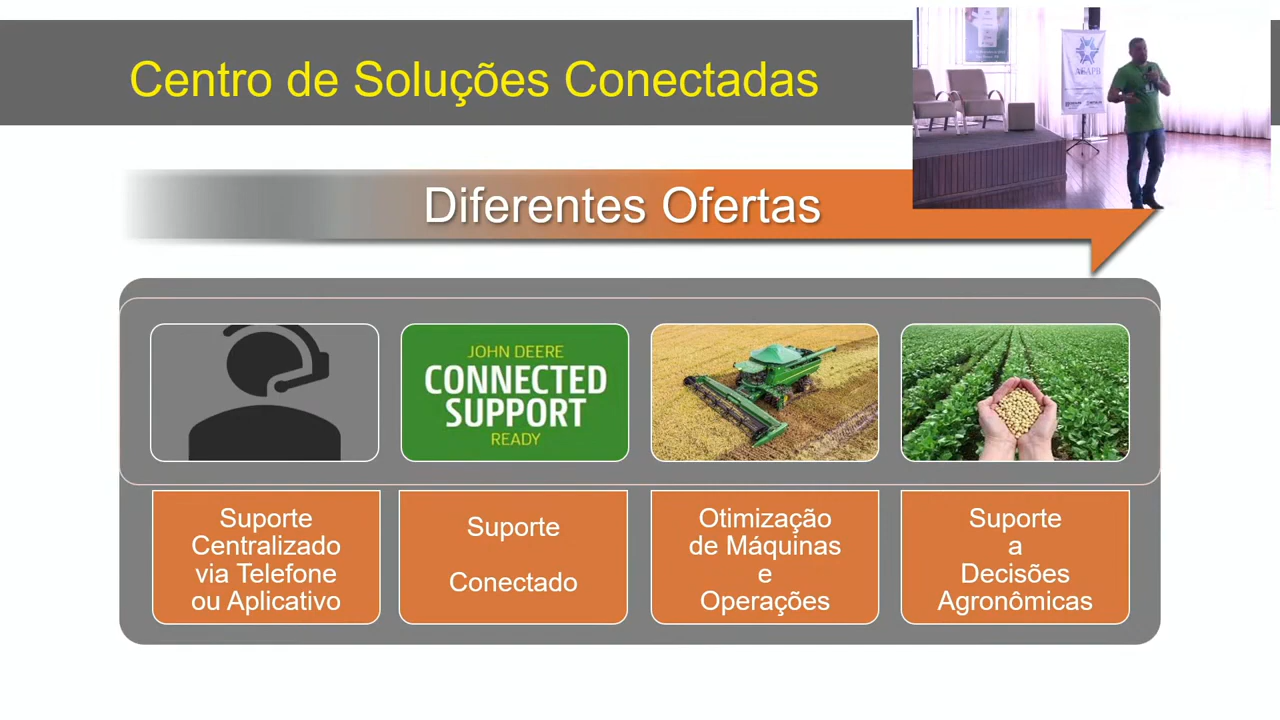 Centro de Soluções Conectadas
Diferentes Ofertas
JOHN DEERE
CONNECTED
SUPPORT
READY
Suporte
Centralizado
via Telefone
ou Aplicativo
Suporte
Conectado
Otimização
de Máquinas
e
Operações
Suporte
a
Decisões
Agronômicas